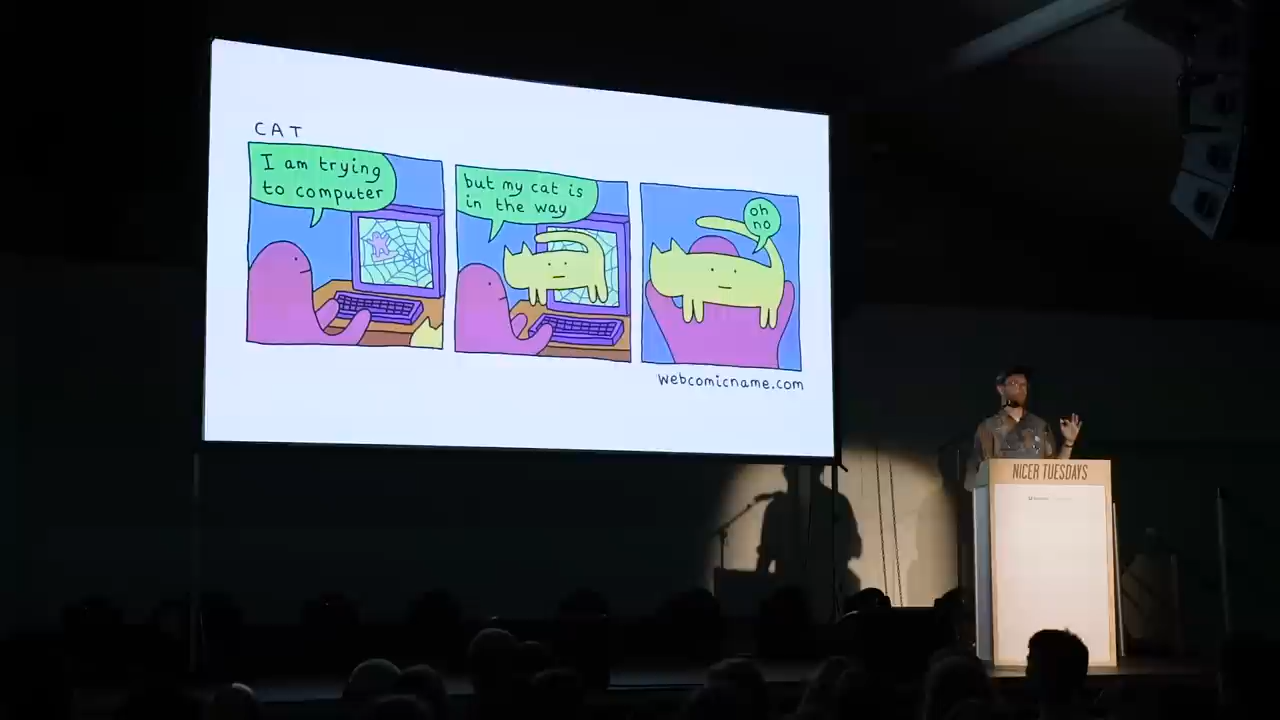 CAT
I am trying
to computer
but my cat is
in the way
oh
no
webcomicname.com
NICER TUESDAYS